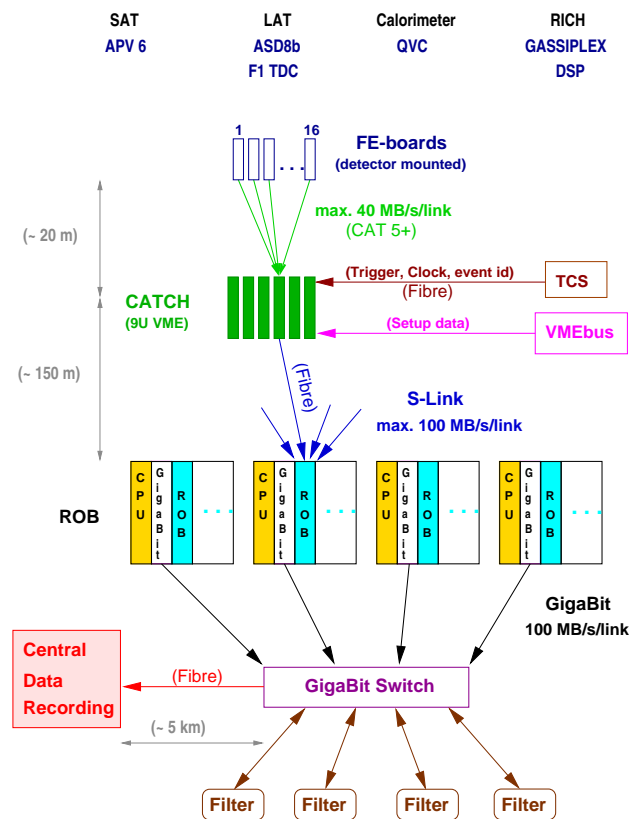 SAT LAT Calorimeter RICH
APV 6 ASD8b QVC GASSIPLEX
F1 TDC DSP
1 16
FE-boards
. . .
(detector mounted)
max. 40 MB/s/link
(~ 20 m)
(CAT 5+)
(Trigger, Clock, event id)
TCS
(Fibre)
CATCH
(9U VME)
(Setup data)
VMEbus
(~ 150 m)
(Fibre)
S-Link
max. 100 MB/s/link
ROB
CPU GigaBit ROB . . .
CPU GigaBit ROB . . .
CPU GigaBit ROB . . .
CPU GigaBit ROB . . .
GigaBit
100 MB/s/link
Central
Data
Recording
(Fibre)
GigaBit Switch
(~ 5 km)
Filter Filter Filter Filter